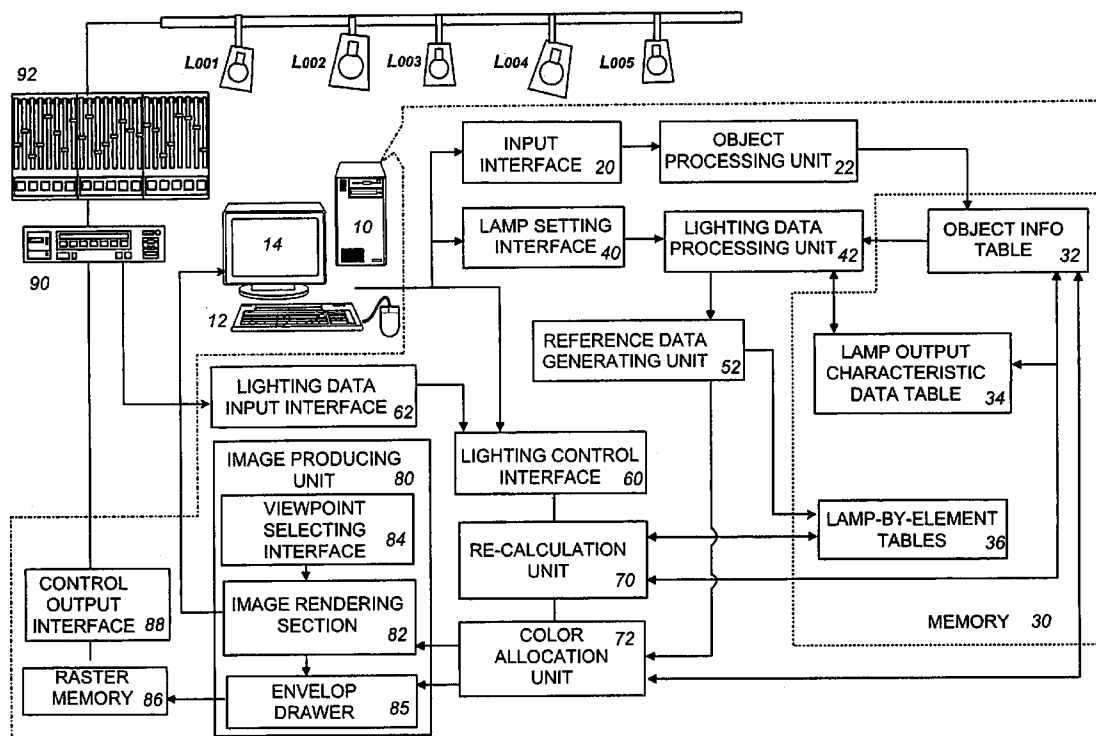 L001
L002
L003
L004
L005
92
90
10
14
12
INPUT
INTERFACE 20
OBJECT
PROCESSING UNIT 22
LAMP SETTING
INTERFACE 40
LIGHTING DATA
PROCESSING UNIT 42
OBJECT INFO
TABLE 32
REFERENCE DATA
GENERATING UNIT 52
LAMP OUTPUT
CHARACTERISTIC
DATA TABLE 34
LIGHTING DATA
INPUT INTERFACE 62
LIGHTING CONTROL
INTERFACE 60
IMAGE PRODUCING
UNIT 80
VIEWPOINT
SELECTING
INTERFACE 84
RE-CALCULATION
UNIT 70
LAMP-BY-ELEMENT
TABLES 36
CONTROL
OUTPUT
INTERFACE 88
IMAGE RENDERING
SECTION 82
COLOR 72
ALLOCATION
UNIT
MEMORY 30
RASTER
MEMORY 86
ENVELOP
DRAWER 85